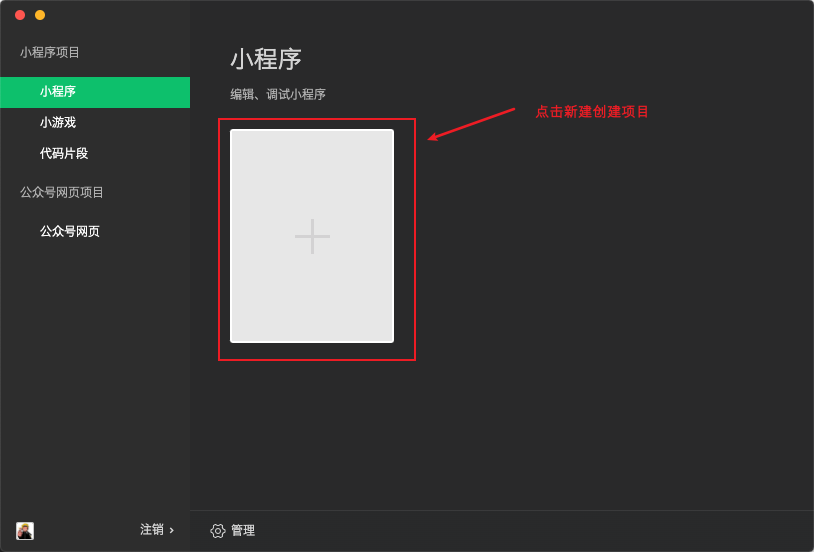 小程序项目
小程序
小游戏
代码片段
公众号网页项目
公众号网页
注销
小程序
编辑、调试小程序
点击新建创建项目
管理